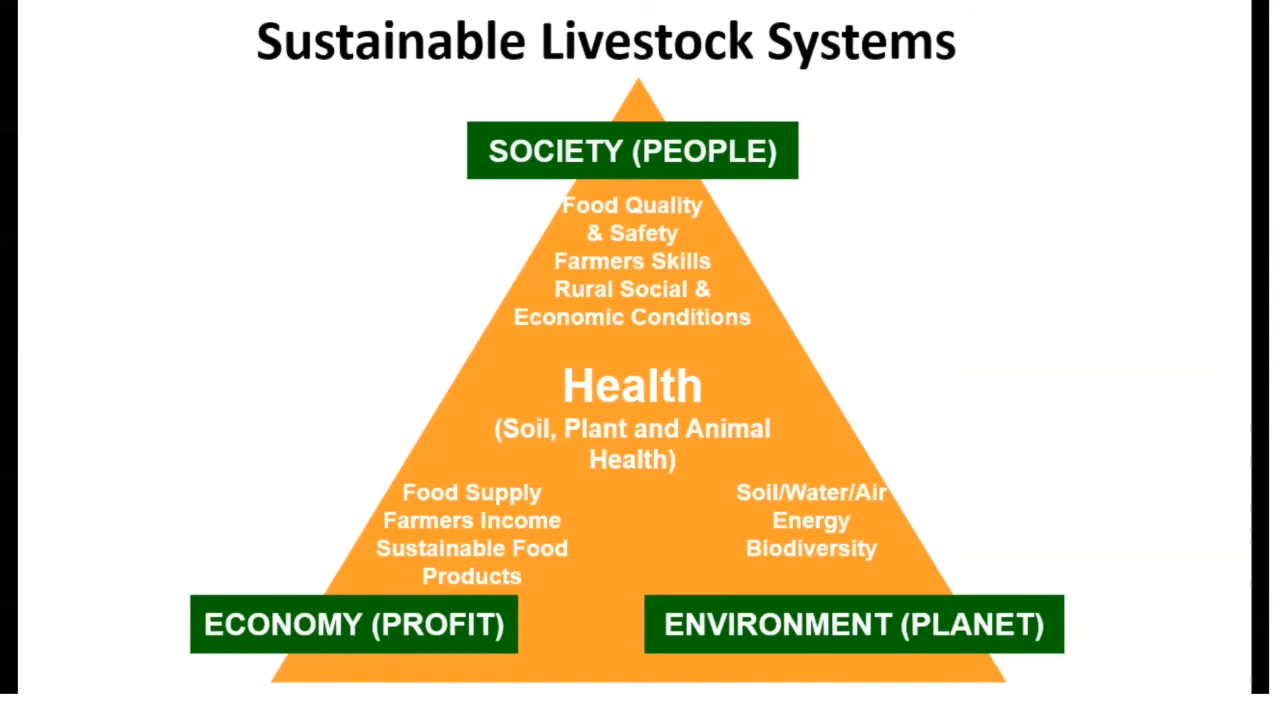 Sustainable Livestock Systems
SOCIETY (PEOPLE)
Food Quality
& Safety
Farmers Skills
Rural Social &
Economic Conditions
Health
(Soil, Plant and Animal
Health)
Food Supply
Farmers Income
Sustainable Food
Products
Soil/Water/Air
Energy
Biodiversity
ECONOMY (PROFIT)
ENVIRONMENT (PLANET)